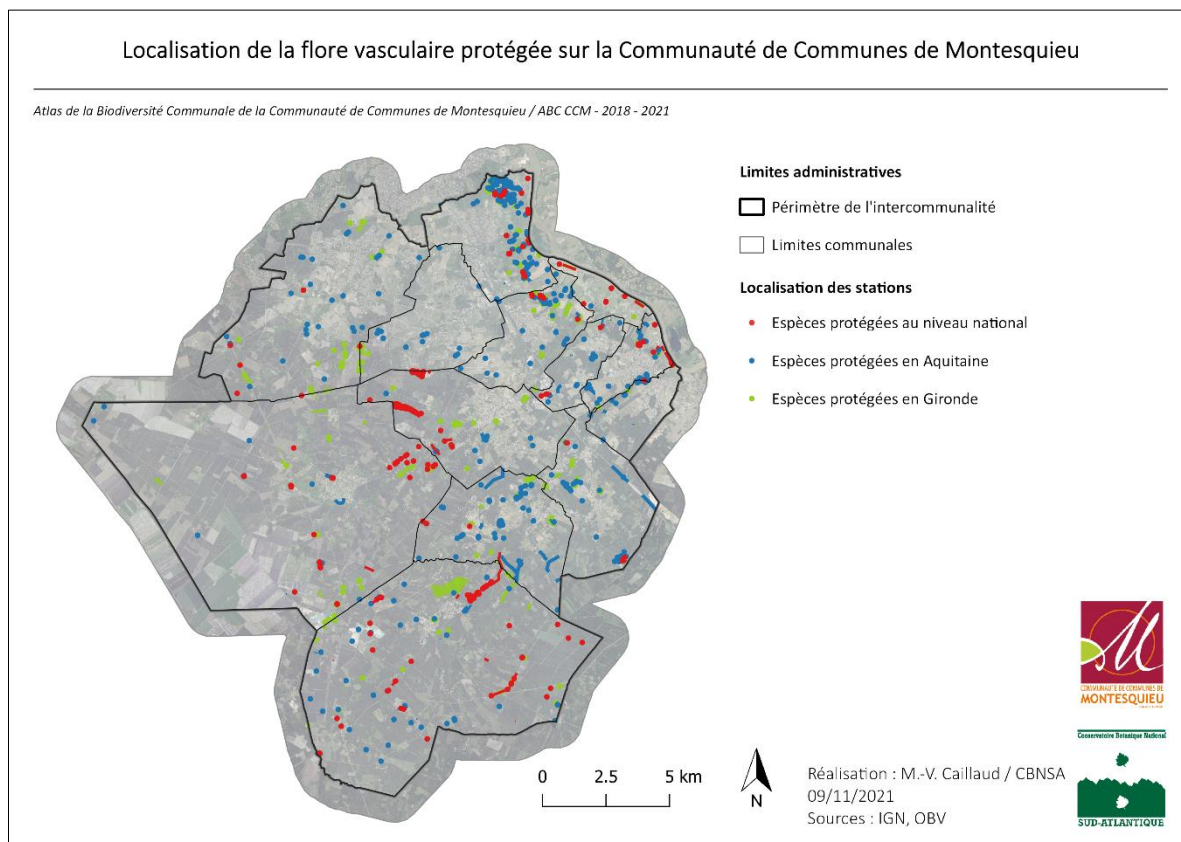 Localisation de la flore vasculaire protégée sur la Communauté de Communes de Montesquieu
Atlas de la Biodiversité Communale de la Communauté de Communes de Montesquieu / ABC CCM - 2018 - 2021
Limites administratives
Périmètre de l'intercommunalité
Limites communales
Localisation des stations
Espèces protégées au niveau national
Espèces protégées en Aquitaine
Espèces protégées en Gironde
0 2.5 5 km
N
Réalisation : M.-V. Caillaud / CBNSA
09/11/2021
Sources : IGN, OBV
M
COMMUNAUTÉ DE COMMUNES DE
MONTESQUIEU
Conservatoire Botanique National
SUD-ATLANTIQUE